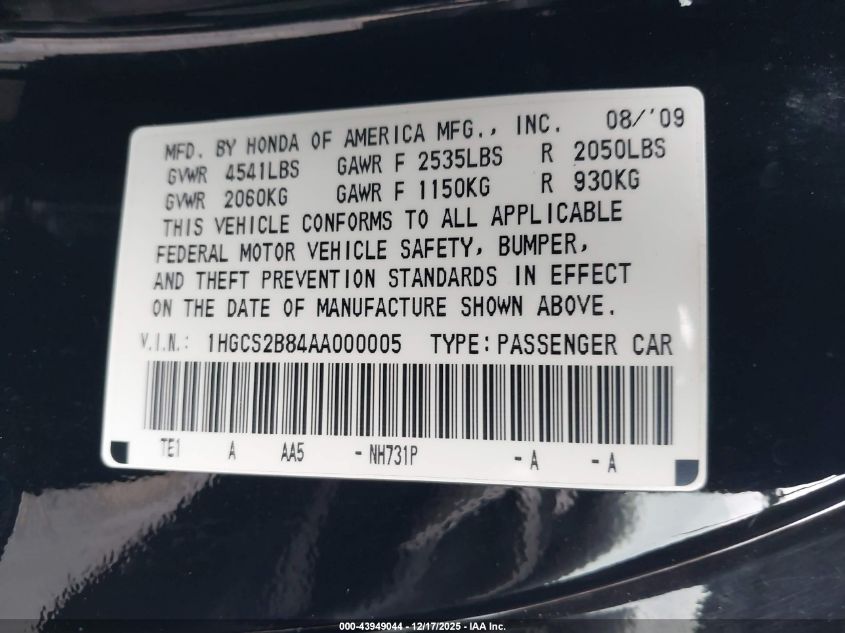 MFD. BY HONDA OF AMERICA MFG., INC. 08/'09
GVWR 4541LBS GAWR F 2535LBS R 2050LBS
GVWR 2060KG GAWR F 1150KG R 930KG
THIS VEHICLE CONFORMS TO ALL APPLICABLE
FEDERAL MOTOR VEHICLE SAFETY, BUMPER,
AND THEFT PREVENTION STANDARDS IN EFFECT
ON THE DATE OF MANUFACTURE SHOWN ABOVE.
V.I.N.: 1HGCS2B84AA000005 TYPE: PASSENGER CAR
TE1 A AA5 - NH731P - A - A
000-43949044 - 12/17/2025 - IAA Inc.